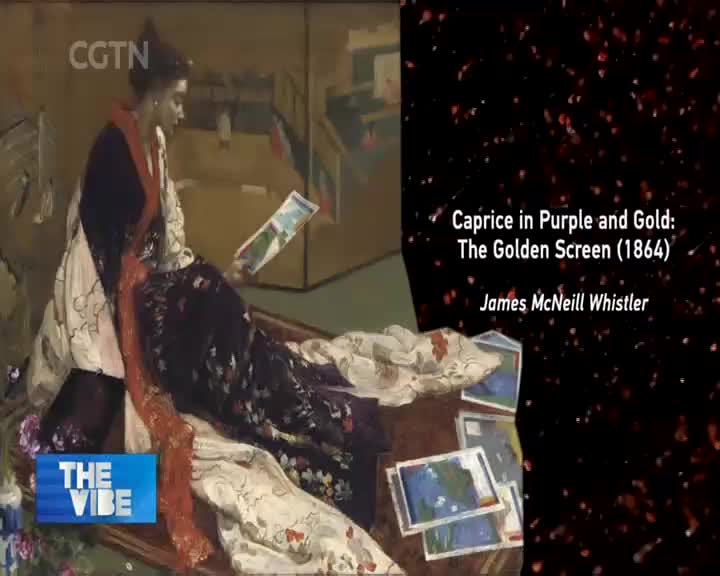 CGTN
Caprice in Purple and Gold:
The Golden Screen (1864)
James McNeill Whistler
THE
VIBE